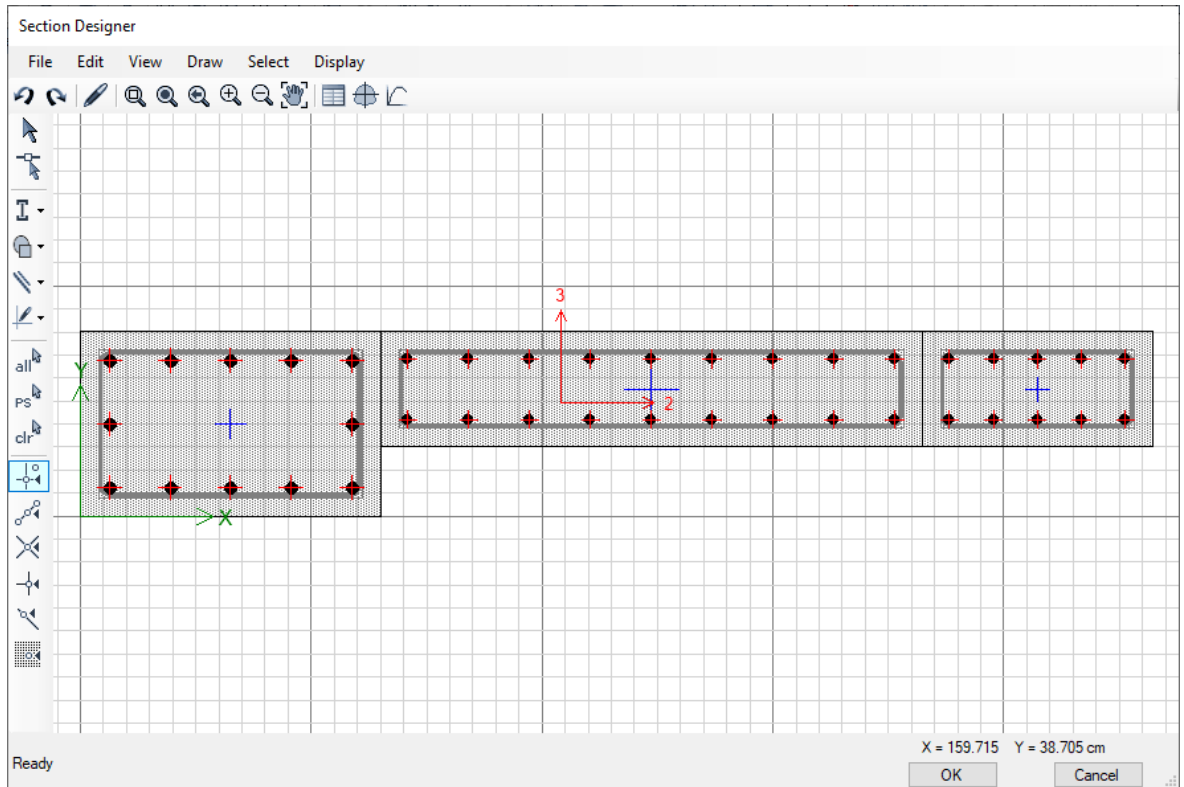 Section Designer
File Edit View Draw Select Display
all
PS
clr
3
Y
2
X
X = 159.715 Y = 38.705 cm
Ready
OK Cancel